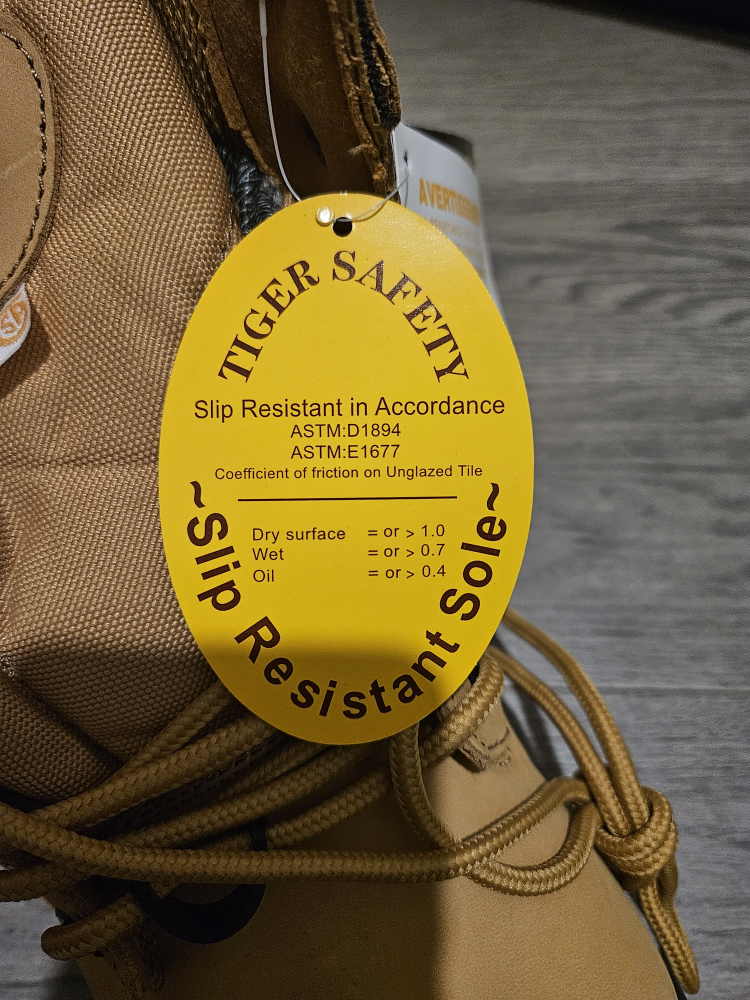 TIGER SAFETY
Slip Resistant in Accordance
ASTM:D1894
ASTM:E1677
Coefficient of friction on Unglazed Tile
Dry surface = or > 1.0
Wet = or > 0.7
Oil = or > 0.4
~Slip Resistant Sole~